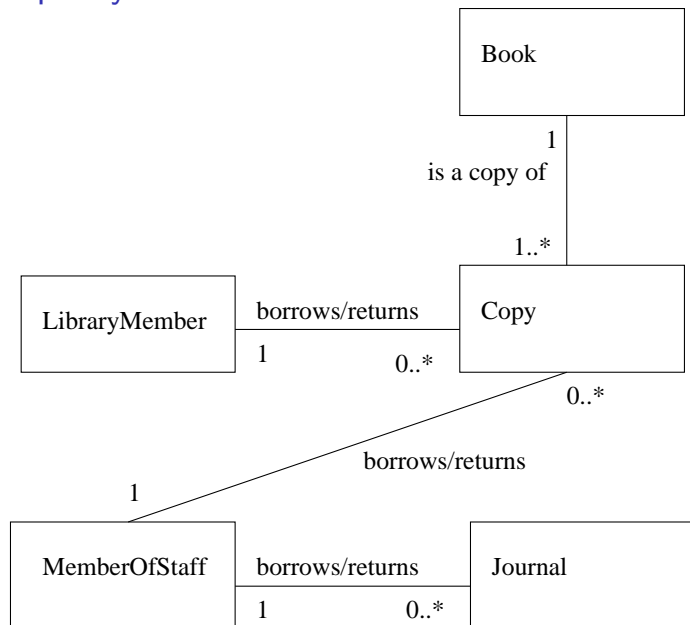 Book
1
is a copy of
1..*
LibraryMember
borrows/returns
Copy
1
0..*
0..*
borrows/returns
1
MemberOfStaff
borrows/returns
Journal
1
0..*